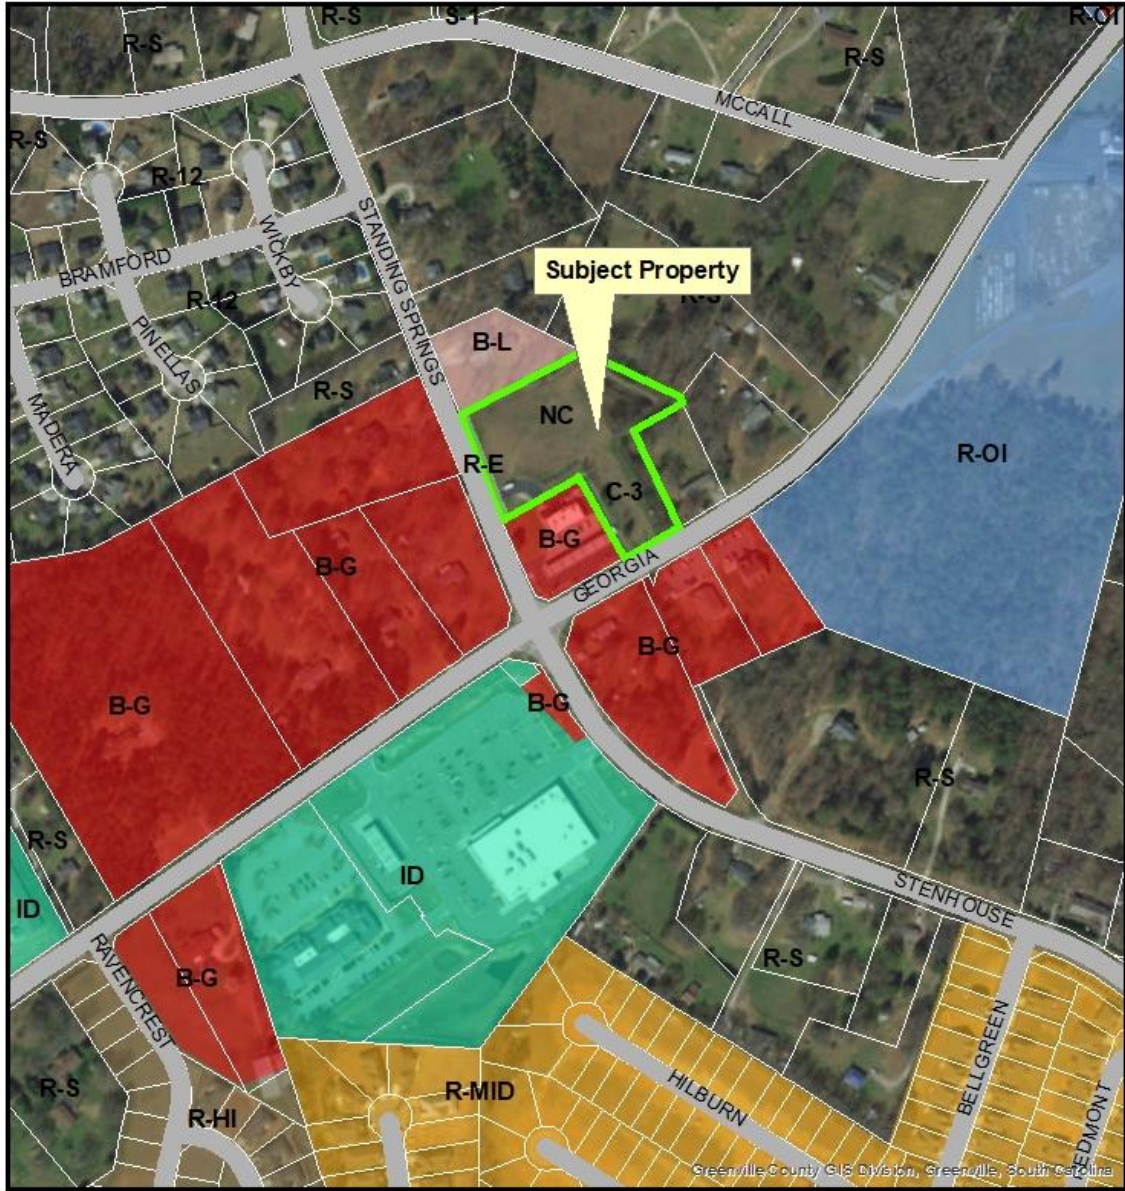 R-S
S-1
R-OI
R-S
R-S
MCCALL
R-S
R-12
STANDING SPRINGS
WICKBY
BRAMFORD
Subject Property
R-12
R-S
PINELLAS
B-L
R-S
MADERA
NC
R-E
R-OI
C-3
B-G
B-G
GEORGIA
B-G
B-G
B-G
R-S
R-S
ID
STENHOUSE
ID
RAVENCREST
B-G
R-S
R-S
R-MID
R-HI
HILBURN
BELLGREEN
EDMONT
Greenville County GIS Division, Greenville, South Carolina